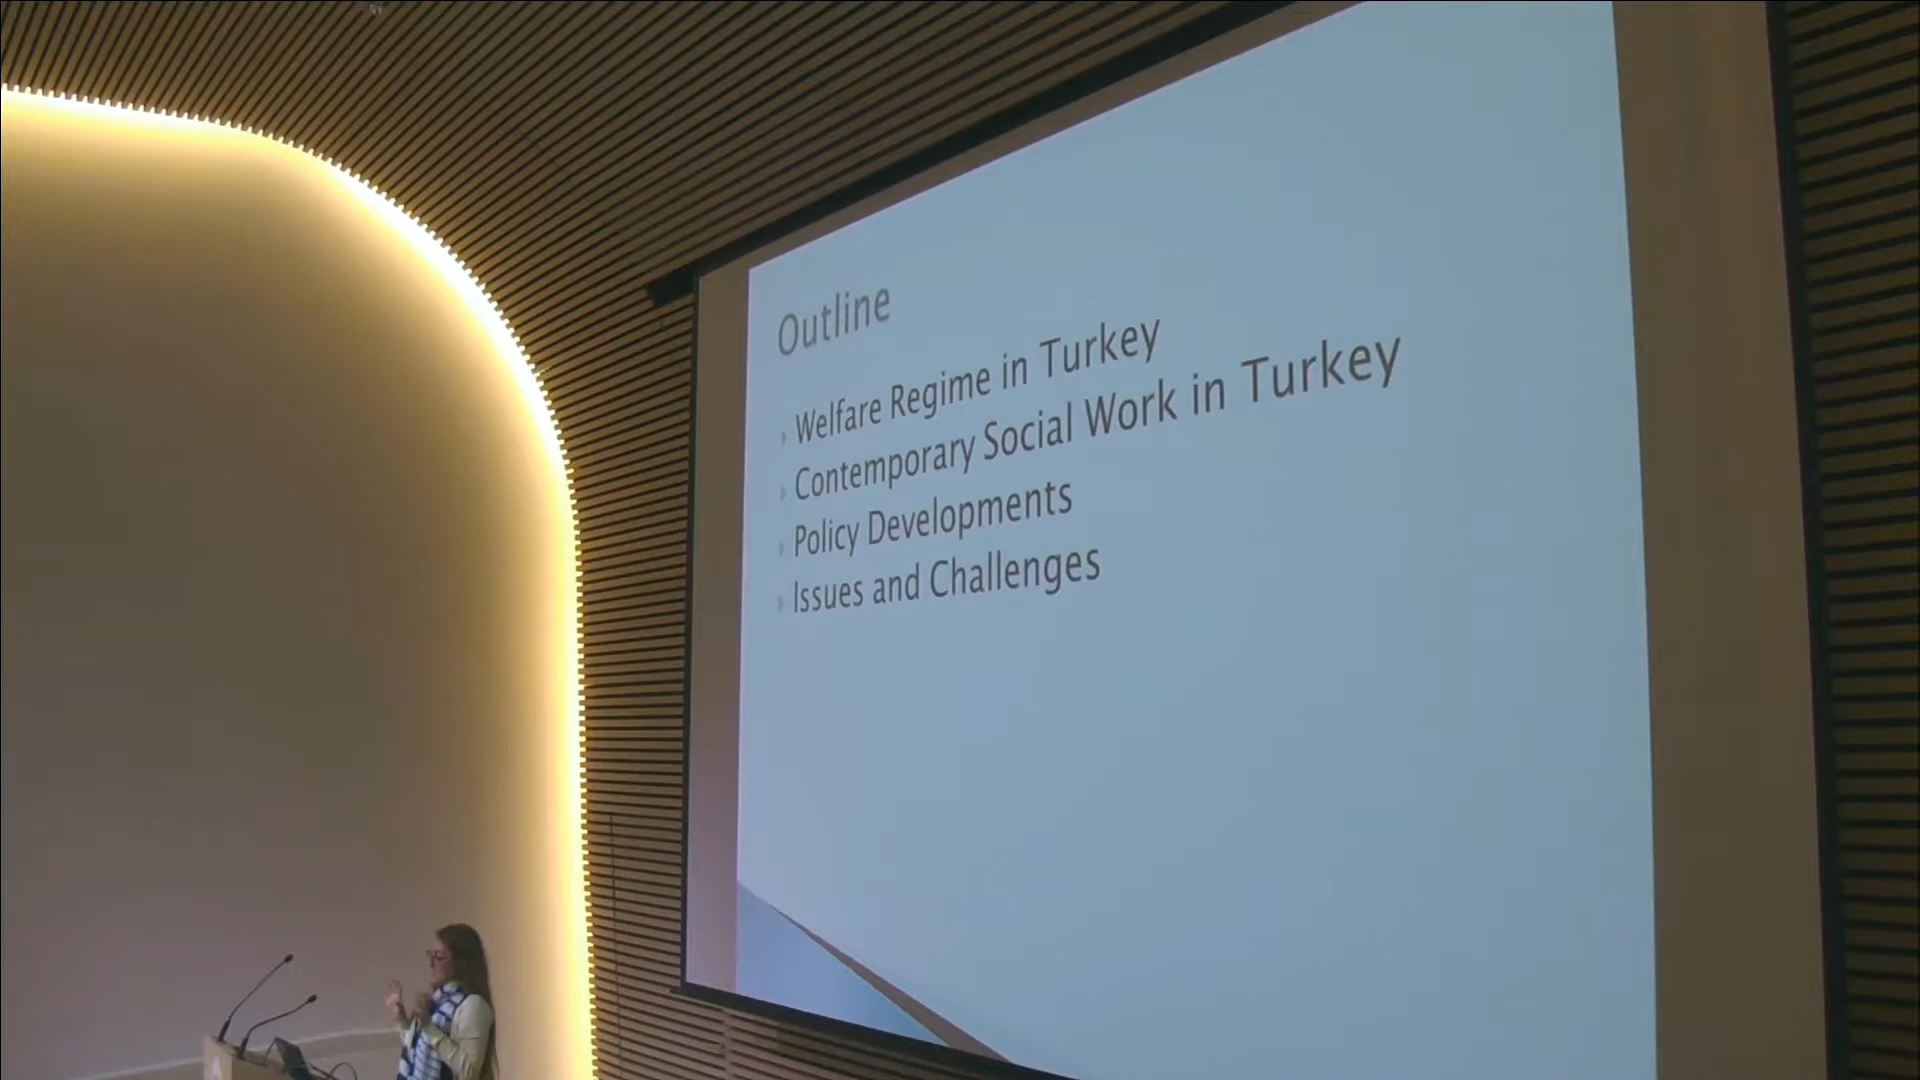 Outline
Welfare Regime in Turkey
Contemporary Social Work in Turkey
Policy Developments
Issues and Challenges